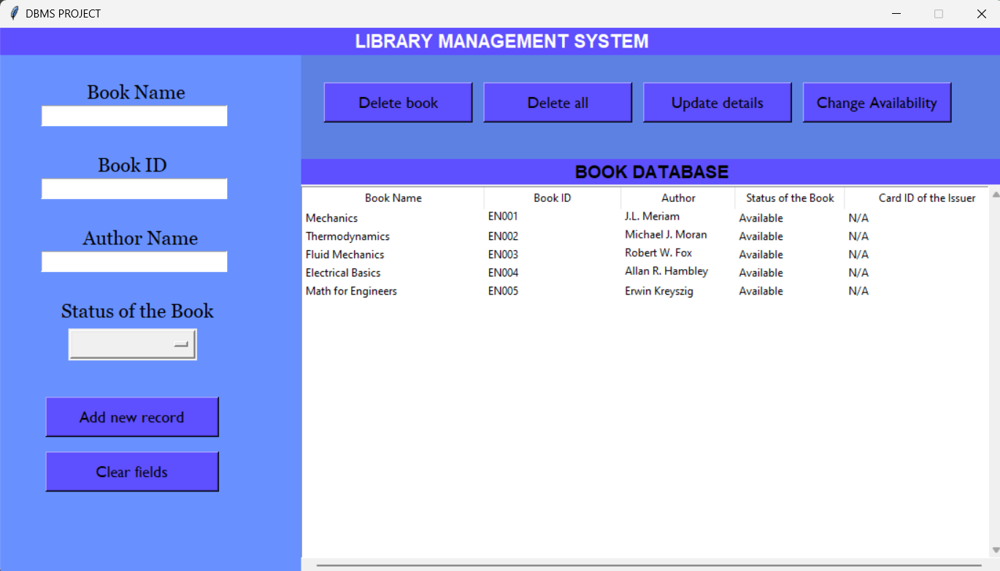 DBMS PROJECT
LIBRARY MANAGEMENT SYSTEM
Book Name
Book ID
Author Name
Status of the Book
Add new record
Clear fields
Delete book Delete all Update details Change Availability
BOOK DATABASE
Book Name Book ID Author Status of the Book Card ID of the Issuer
Mechanics EN001 J.L. Meriam Available N/A
Thermodynamics EN002 Michael J. Moran Available N/A
Fluid Mechanics EN003 Robert W. Fox Available N/A
Electrical Basics EN004 Allan R. Hambley Available N/A
Math for Engineers EN005 Erwin Kreyszig Available N/A